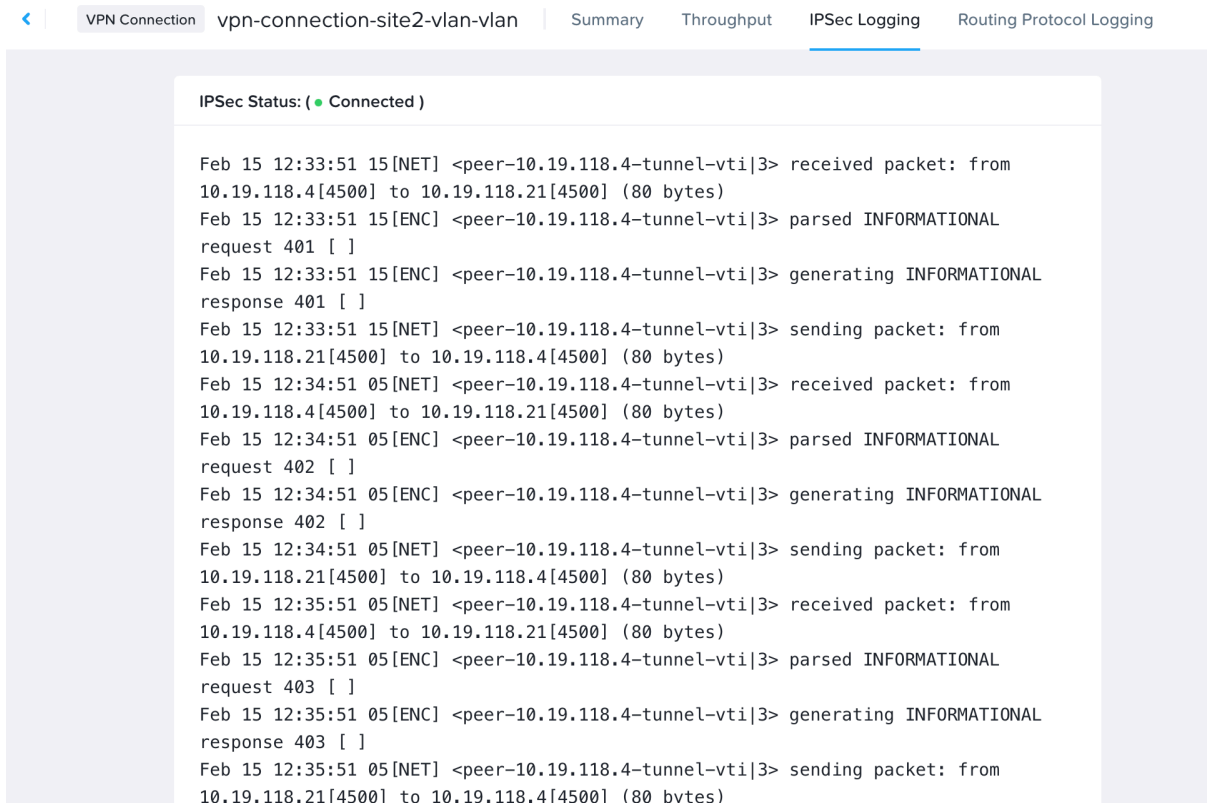 VPN Connection vpn-connection-site2-vlan-vlan Summary Throughput IPSec Logging Routing Protocol Logging
IPSec Status: ( ● Connected )
Feb 15 12:33:51 15[NET] <peer-10.19.118.4-tunnel-vti|3> received packet: from
10.19.118.4[4500] to 10.19.118.21[4500] (80 bytes)
Feb 15 12:33:51 15[ENC] <peer-10.19.118.4-tunnel-vti|3> parsed INFORMATIONAL
request 401 [ ]
Feb 15 12:33:51 15[ENC] <peer-10.19.118.4-tunnel-vti|3> generating INFORMATIONAL
response 401 [ ]
Feb 15 12:33:51 15[NET] <peer-10.19.118.4-tunnel-vti|3> sending packet: from
10.19.118.21[4500] to 10.19.118.4[4500] (80 bytes)
Feb 15 12:34:51 05[NET] <peer-10.19.118.4-tunnel-vti|3> received packet: from
10.19.118.4[4500] to 10.19.118.21[4500] (80 bytes)
Feb 15 12:34:51 05[ENC] <peer-10.19.118.4-tunnel-vti|3> parsed INFORMATIONAL
request 402 [ ]
Feb 15 12:34:51 05[ENC] <peer-10.19.118.4-tunnel-vti|3> generating INFORMATIONAL
response 402 [ ]
Feb 15 12:34:51 05[NET] <peer-10.19.118.4-tunnel-vti|3> sending packet: from
10.19.118.21[4500] to 10.19.118.4[4500] (80 bytes)
Feb 15 12:35:51 05[NET] <peer-10.19.118.4-tunnel-vti|3> received packet: from
10.19.118.4[4500] to 10.19.118.21[4500] (80 bytes)
Feb 15 12:35:51 05[ENC] <peer-10.19.118.4-tunnel-vti|3> parsed INFORMATIONAL
request 403 [ ]
Feb 15 12:35:51 05[ENC] <peer-10.19.118.4-tunnel-vti|3> generating INFORMATIONAL
response 403 [ ]
Feb 15 12:35:51 05[NET] <peer-10.19.118.4-tunnel-vti|3> sending packet: from
10.19.118.21[4500] to 10.19.118.4[4500] (80 bytes)